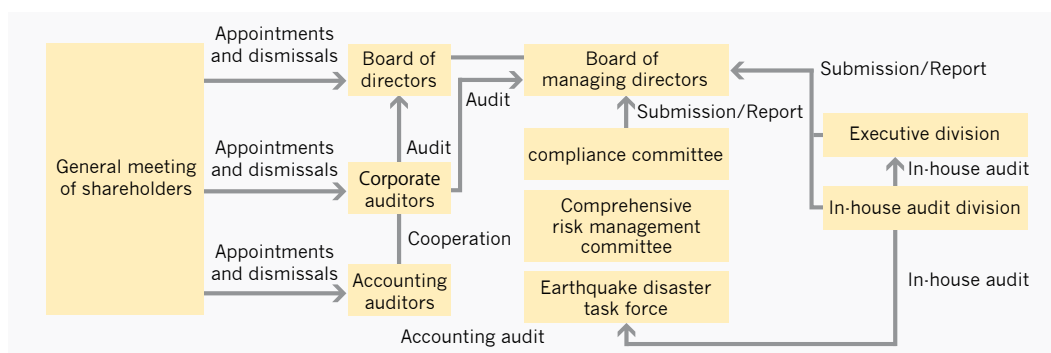 Appointments
and dismissals
Board of
directors
Board of
managing directors
Submission/Report
Audit
Submission/Report
Executive division
General meeting
of shareholders
Appointments
and dismissals
Audit
compliance committee
In-house audit
Corporate
auditors
In-house audit division
Comprehensive
risk management
committee
Cooperation
Appointments
and dismissals
Accounting
auditors
Earthquake disaster
task force
In-house audit
Accounting audit